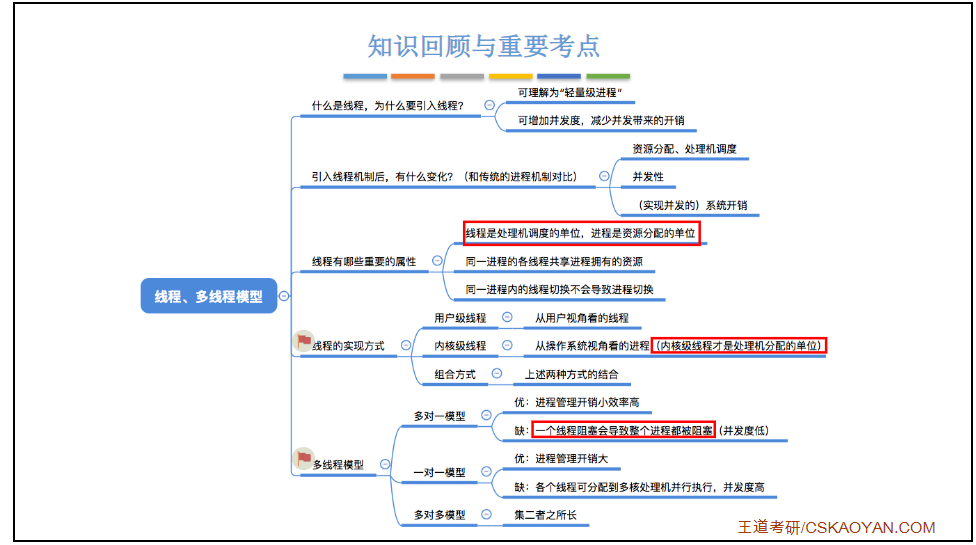 知识回顾与重要考点
什么是线程，为什么要引入线程？
可理解为“轻量级进程”
可增加并发度，减少并发带来的开销
引入线程机制后，有什么变化？（和传统的进程机制对比）
资源分配、处理机调度
并发性
（实现并发的）系统开销
线程、多线程模型
线程有哪些重要的属性
线程是处理机调度的单位，进程是资源分配的单位
同一进程的各线程共享进程拥有的资源
同一进程内的线程切换不会导致进程切换
线程的实现方式
用户级线程
从用户视角看的线程
内核级线程
从操作系统视角看的进程（内核级线程才是处理机分配的单位）
组合方式
上述两种方式的结合
多线程模型
多对一模型
优：进程管理开销小效率高
缺：一个线程阻塞会导致整个进程都被阻塞（并发度低）
一对一模型
优：进程管理开销大
缺：各个线程可分配到多核处理机并行执行，并发度高
多对多模型
集二者之所长
王道考研/CSKAOYAN.COM